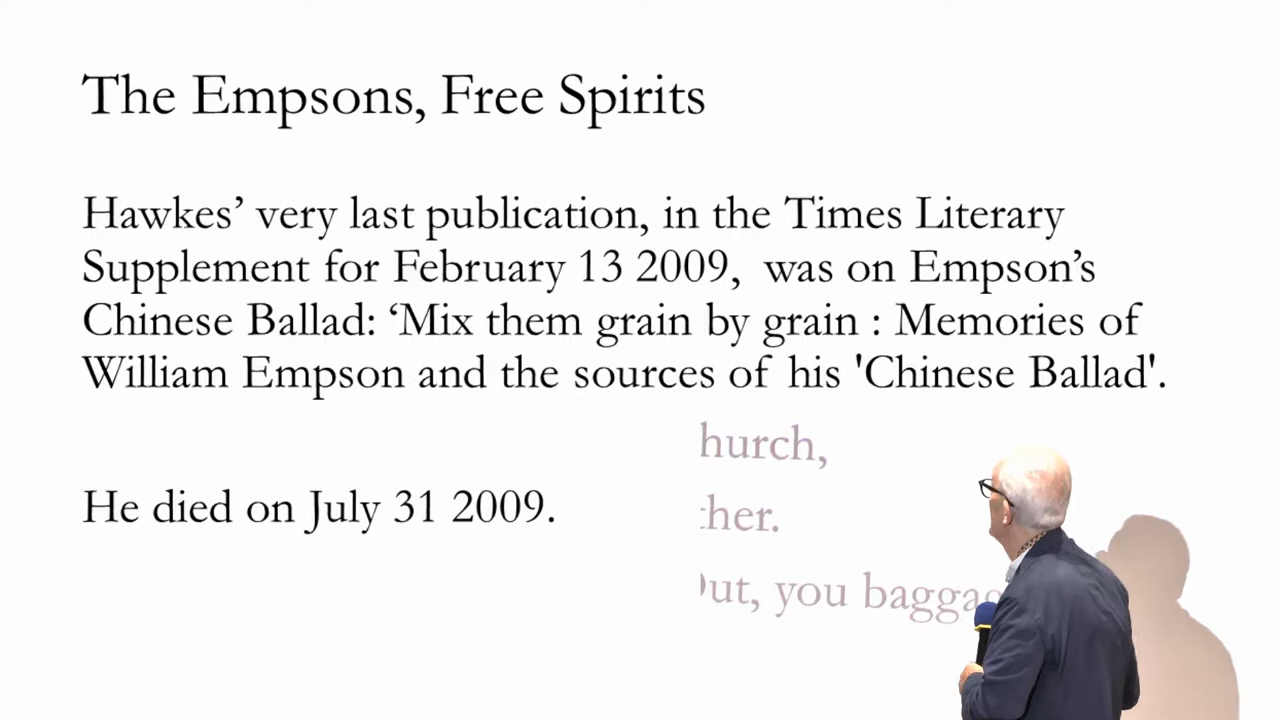 The Empsons, Free Spirits
Hawkes’ very last publication, in the Times Literary
Supplement for February 13 2009, was on Empson’s
Chinese Ballad: ‘Mix them grain by grain : Memories of
William Empson and the sources of his 'Chinese Ballad'.
hurch,
ther.
He died on July 31 2009.
ut, you bagga